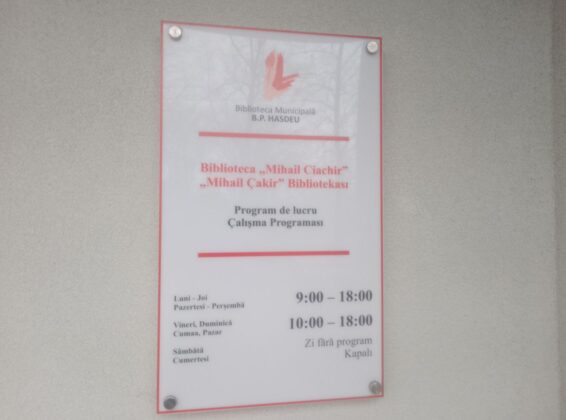 Biblioteca Municipală
B.P. HASDEU
Biblioteca „Mihail Ciachir”
„Mihail Çakir” Bibliotekası
Program de lucru
Çalışma Programası
Luni - Joi
Pazertesi - Perşembä
9:00 – 18:00
Vineri, Duminică
Cumaa, Pazar
10:00 – 18:00
Sâmbătă
Cumertesi
Zi fără program
Kapalı